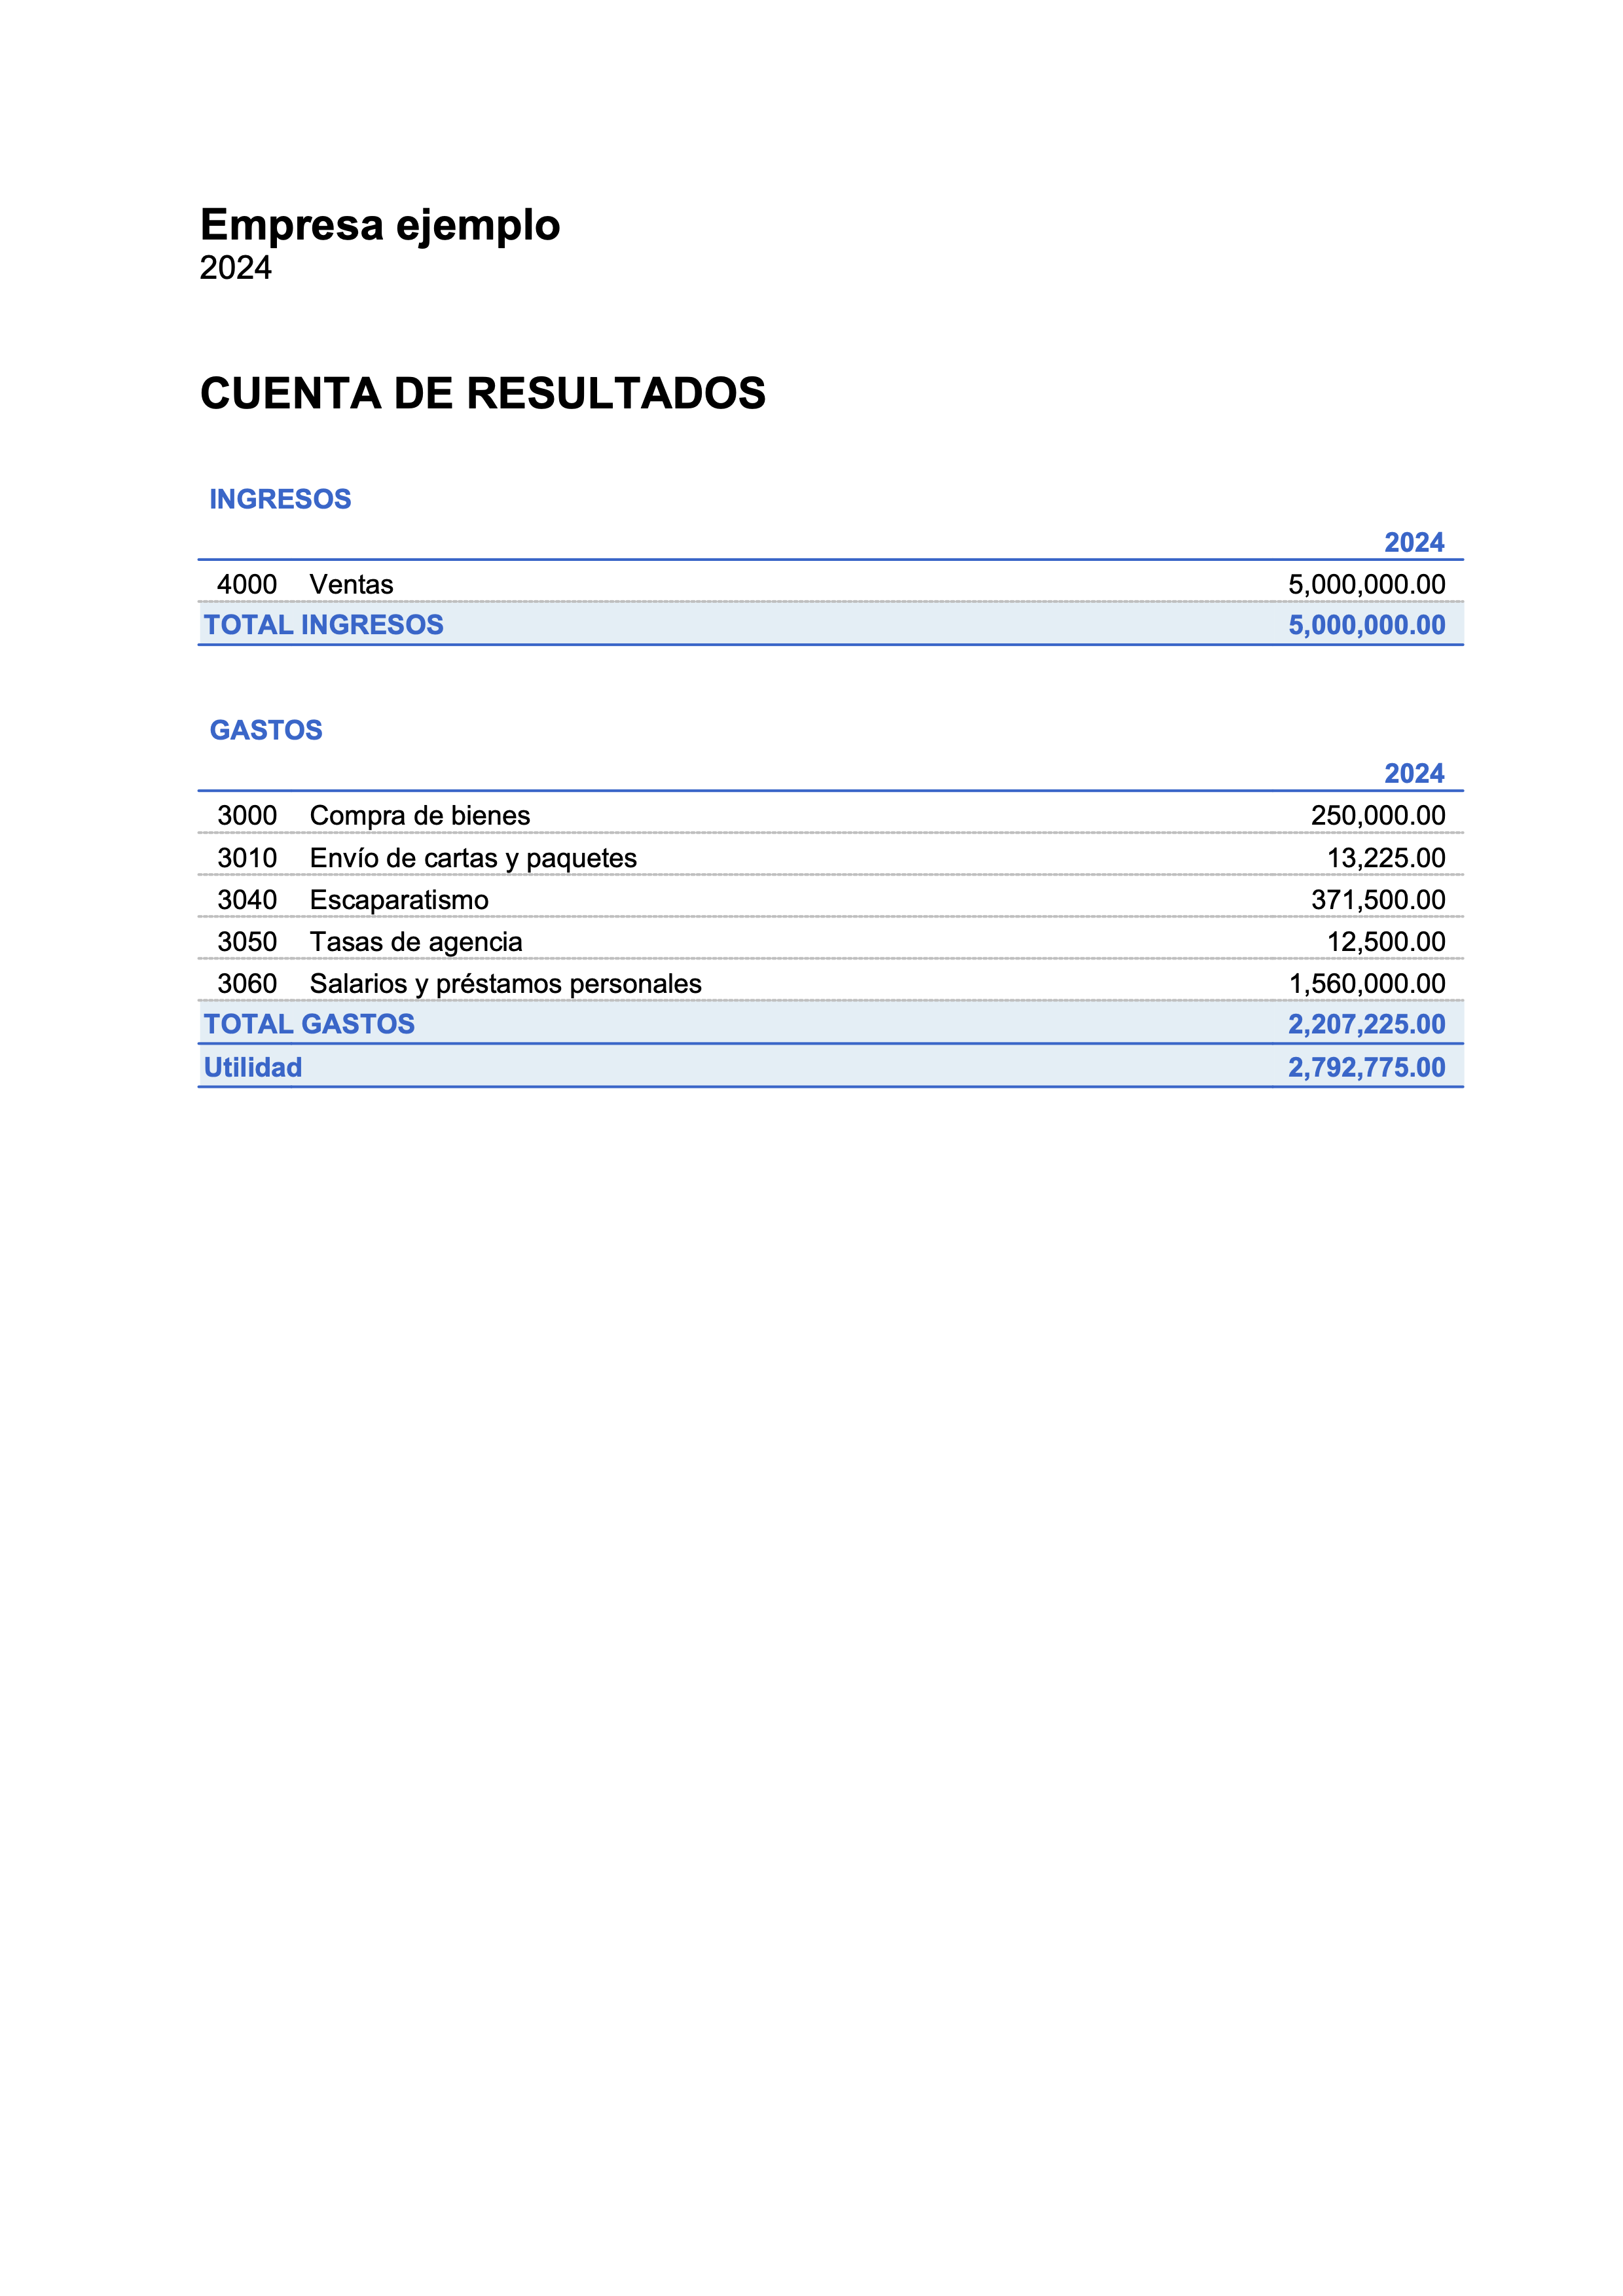 Empresa ejemplo
2024
CUENTA DE RESULTADOS
INGRESOS
2024
4000 Ventas 5,000,000.00
TOTAL INGRESOS 5,000,000.00
GASTOS
2024
3000 Compra de bienes 250,000.00
3010 Envío de cartas y paquetes 13,225.00
3040 Escaparatismo 371,500.00
3050 Tasas de agencia 12,500.00
3060 Salarios y préstamos personales 1,560,000.00
TOTAL GASTOS 2,207,225.00
Utilidad 2,792,775.00